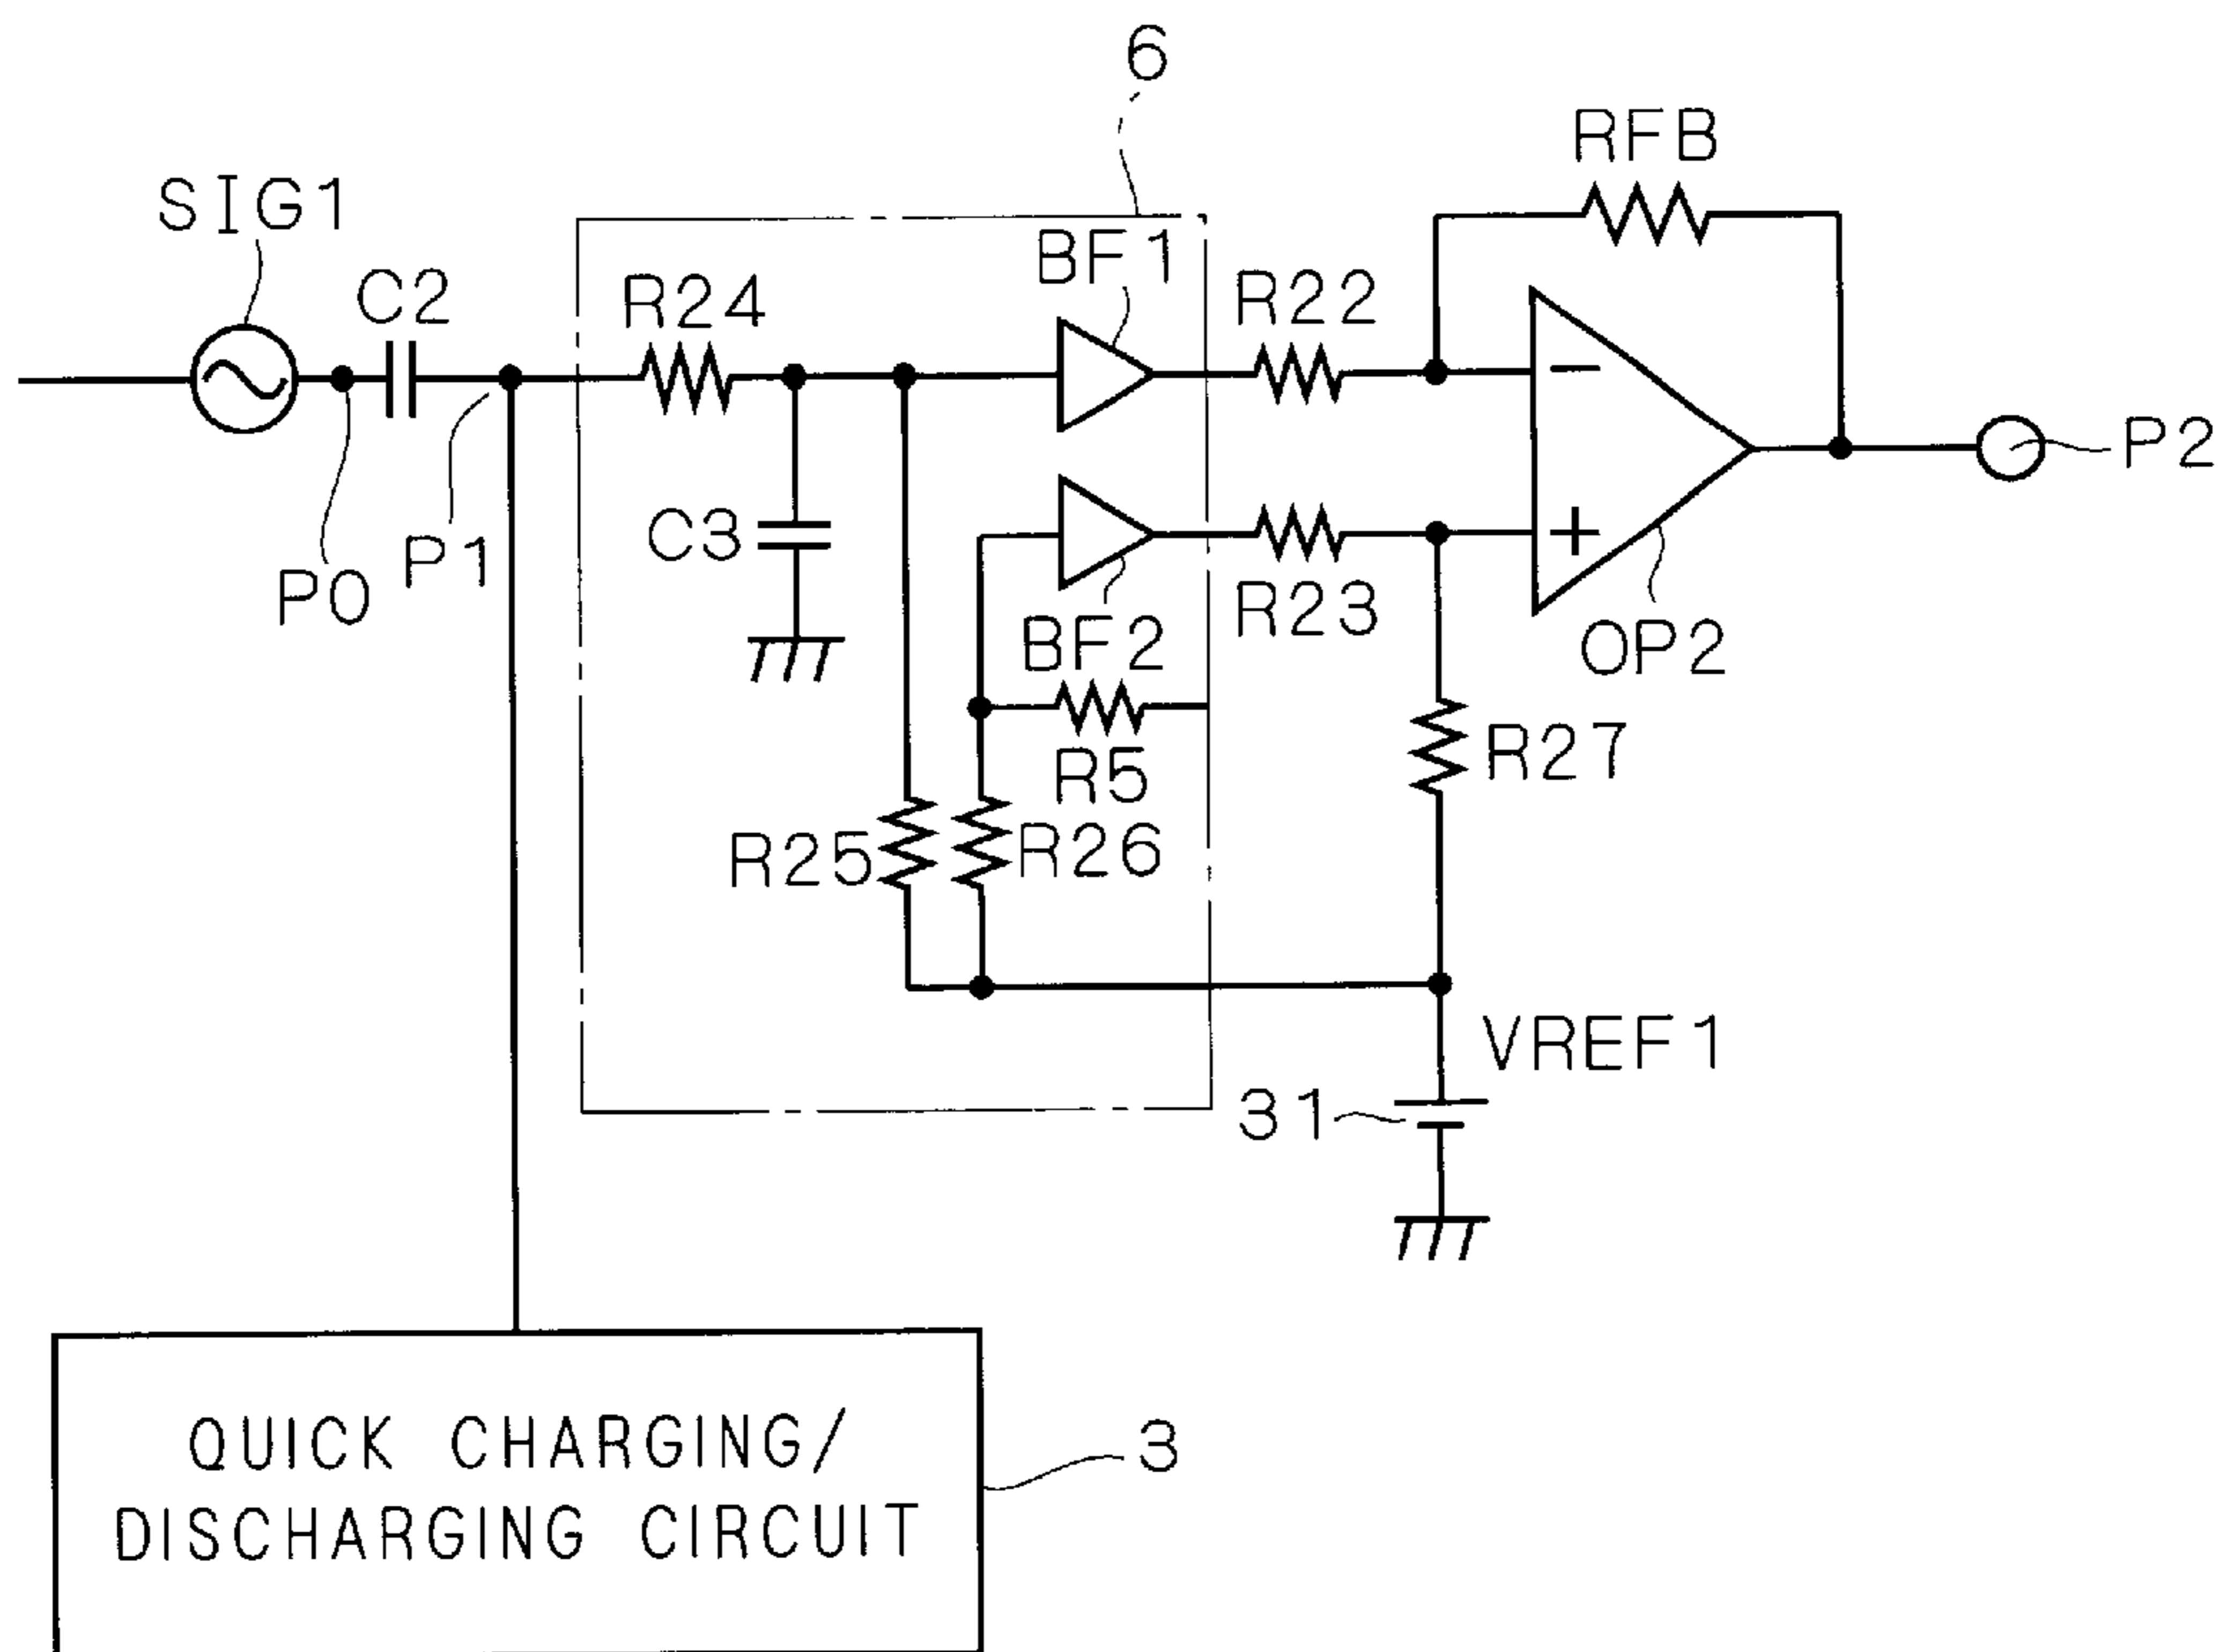 6
RFB
SIG1
BF1
C2
R24
R22
P2
C3
P1
P0
R23
BF2
OP2
R5
R27
R25
R26
VREF1
31
3
QUICK CHARGING/
DISCHARGING CIRCUIT
-
+